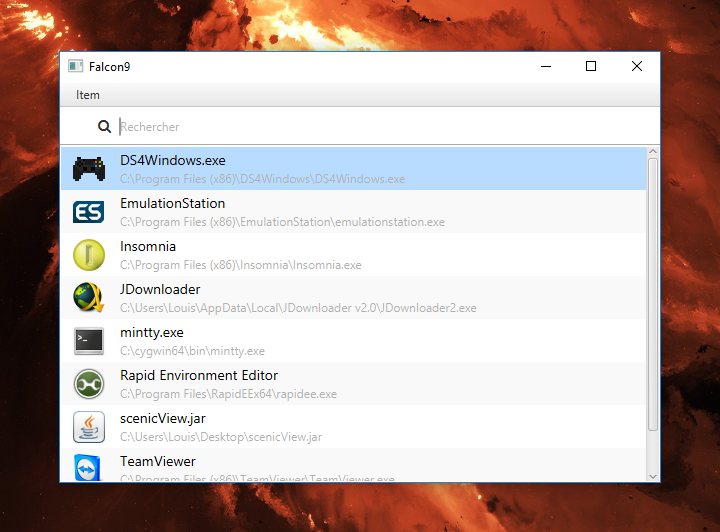 Falcon9
Item
Rechercher
DS4Windows.exe
C:\Program Files (x86)\DS4Windows\DS4Windows.exe
ES
EmulationStation
C:\Program Files (x86)\EmulationStation\emulationstation.exe
Insomnia
C:\Program Files (x86)\Insomnia\Insomnia.exe
JDownloader
C:\Users\Louis\AppData\Local\JDownloader v2.0\JDownloader2.exe
>_
mintty.exe
C:\cygwin64\bin\mintty.exe
Rapid Environment Editor
C:\Program Files\RapidEEx64\rapidee.exe
scenicView.jar
C:\Users\Louis\Desktop\scenicView.jar
TeamViewer
C:\Program Files (x86)\TeamViewer\TeamViewer.exe